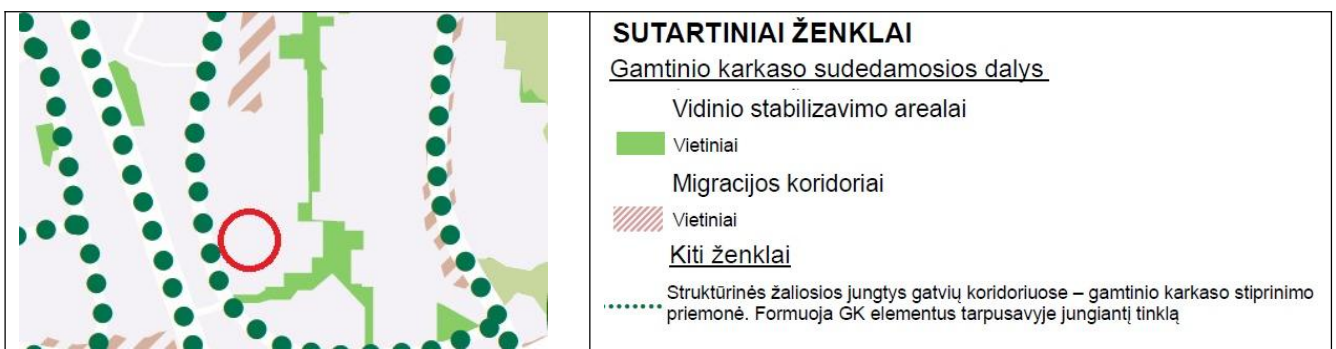 SUTARTINIAI ŽENKLAI
Gamtinio karkaso sudedamosios dalys
Vidinio stabilizavimo arealai
Vietiniai
Migracijos koridoriai
Vietiniai
Kiti ženklai
Struktūrinės žaliosios jungtys gatvių koridoriuose – gamtinio karkaso stiprinimo
priemonė. Formuoja GK elementus tarpusavyje jungiantį tinklą